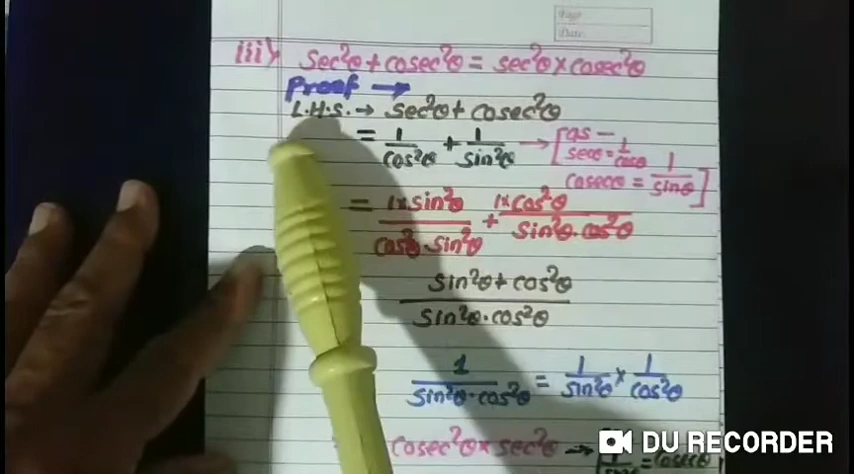 Page
Date
iii) sec²θ + cosec²θ = sec²θ × cosec²θ
Proof →
L.H.S. → sec²θ + cosec²θ
= 1/cos²θ + 1/sin²θ → [as — secθ = 1/cosθ
cosecθ = 1/sinθ]
= 1×sin²θ/cos²θ·sin²θ + 1×cos²θ/sin²θ·cos²θ
sin²θ + cos²θ/sin²θ·cos²θ
1/sin²θ·cos²θ = 1/sin²θ × 1/cos²θ
cosec²θ × sec²θ →
= cosecθ
DU RECORDER